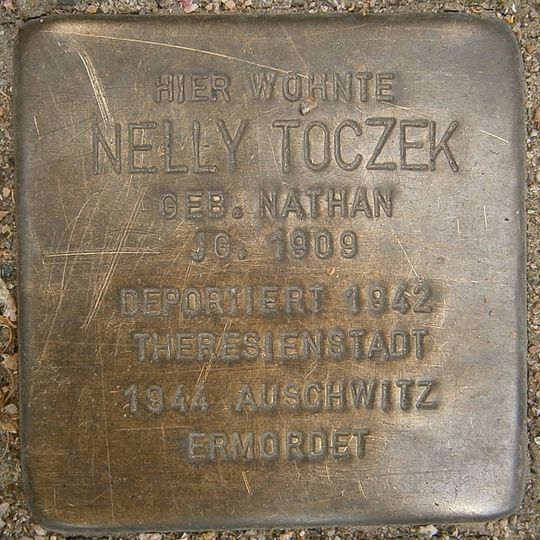 HIER WOHNTE
NELLY TOCZEK
GEB. NATHAN
JG. 1909
DEPORTIERT 1942
THERESIENSTADT
1944 AUSCHWITZ
ERMORDET